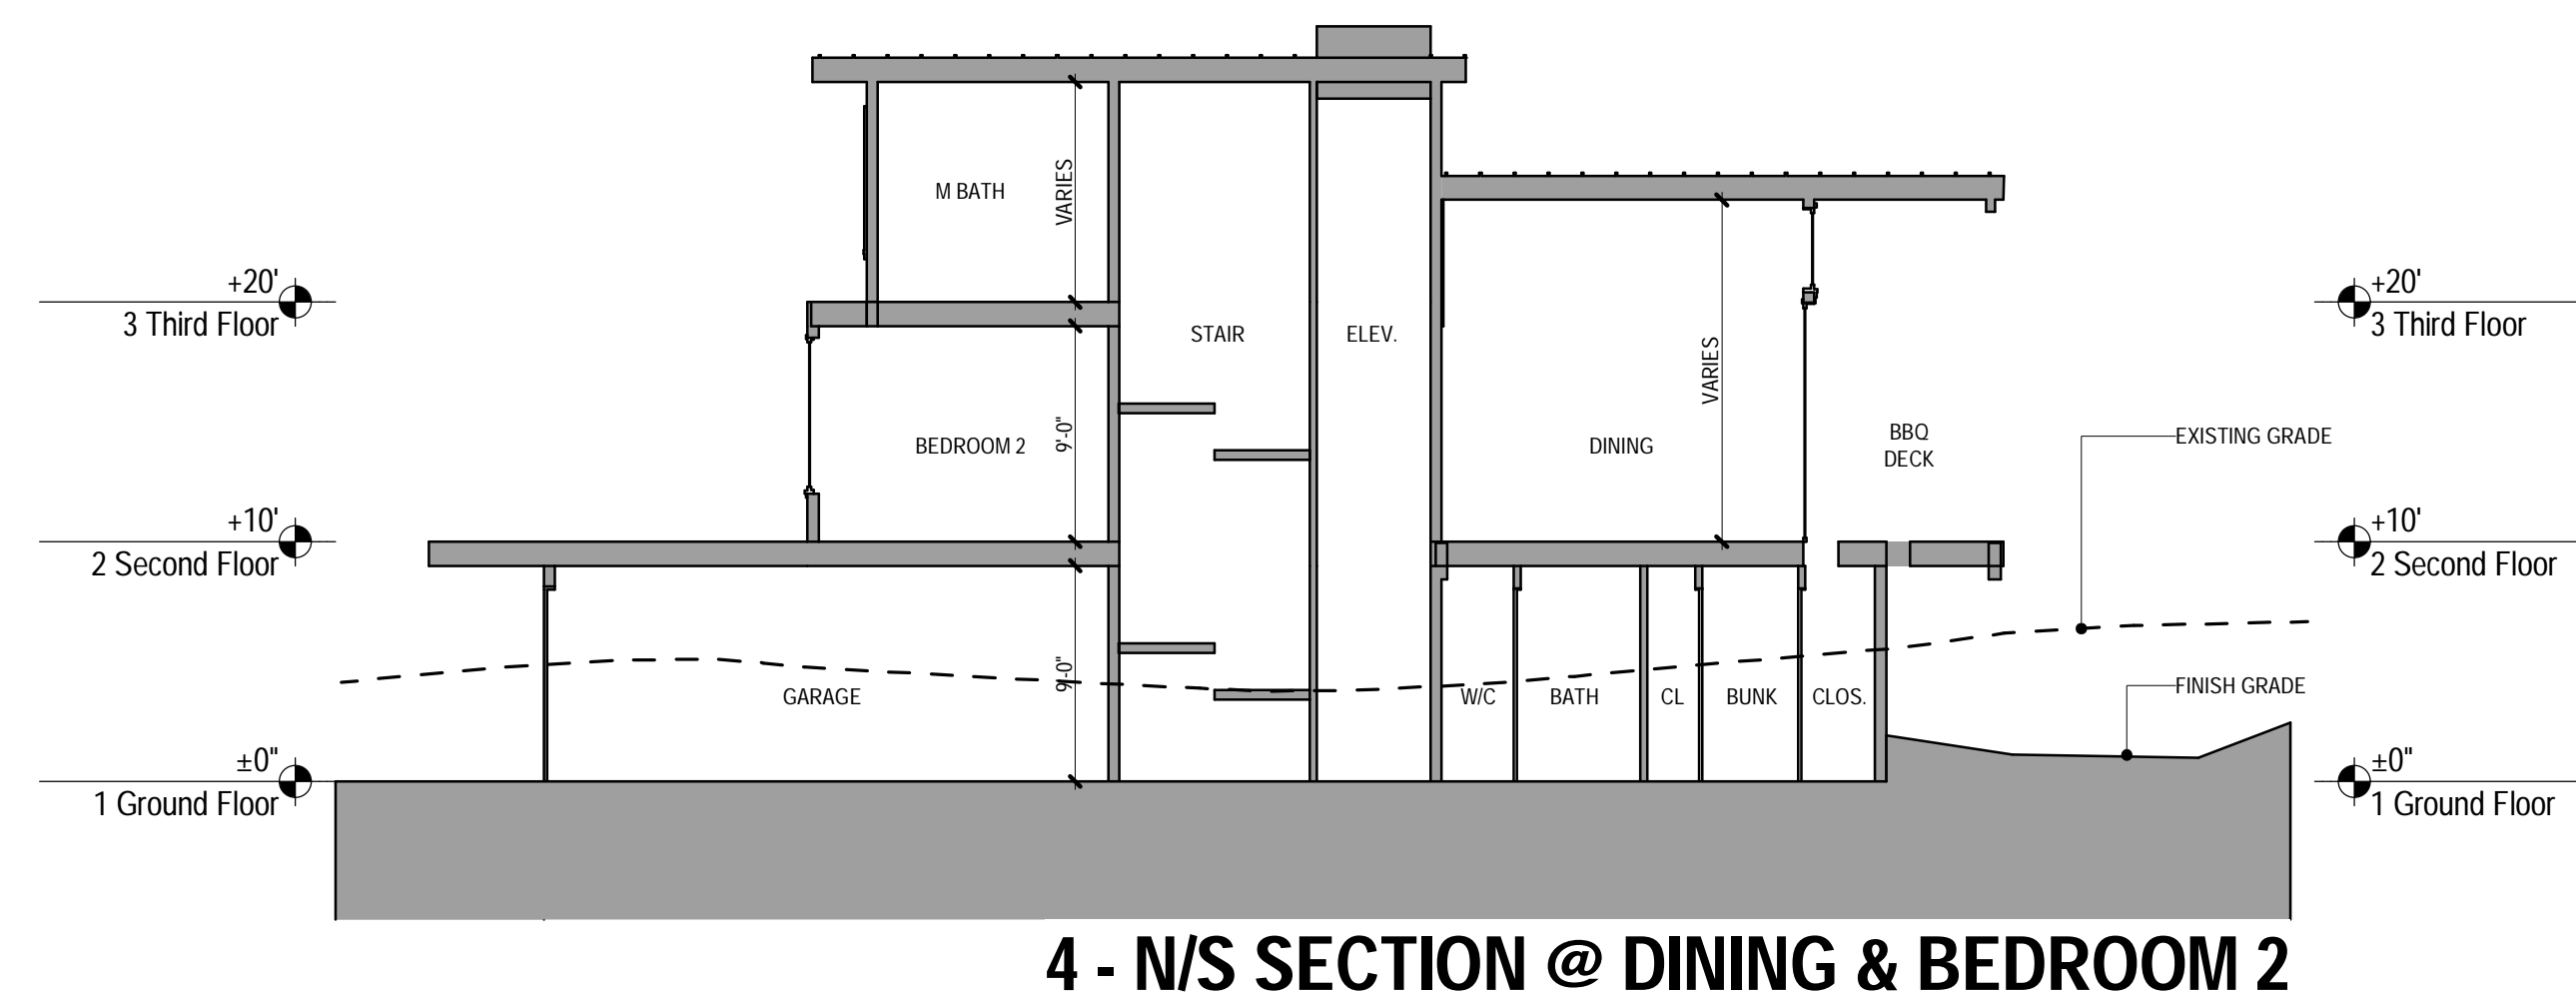 M BATH
VARIES
+20'
3 Third Floor
+20'
3 Third Floor
STAIR
ELEV.
VARIES
BEDROOM 2
9'-0"
DINING
BBQ
DECK
EXISTING GRADE
+10'
2 Second Floor
+10'
2 Second Floor
GARAGE
9'-0"
W/C
BATH
CL
BUNK
CLOS.
FINISH GRADE
±0"
1 Ground Floor
±0"
1 Ground Floor
4 - N/S SECTION @ DINING & BEDROOM 2